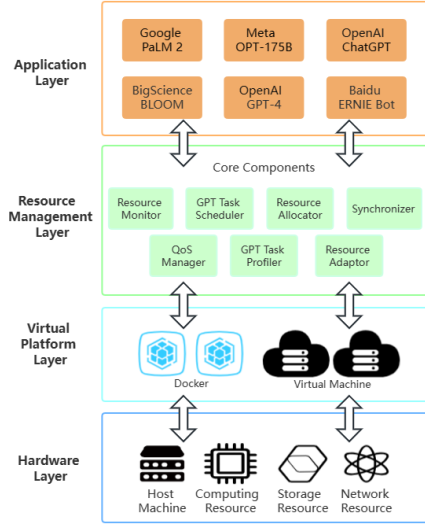 Application
Layer
Google
PaLM 2
Meta
OPT-175B
OpenAI
ChatGPT
BigScience
BLOOM
OpenAI
GPT-4
Baidu
ERNIE Bot
Resource
Management
Layer
Core Components
Resource
Monitor
GPT Task
Scheduler
Resource
Allocator
Synchronizer
QoS
Manager
GPT Task
Profiler
Resource
Adaptor
Virtual
Platform
Layer
Docker
Virtual Machine
Hardware
Layer
Host
Machine
Computing
Resource
Storage
Resource
Network
Resource